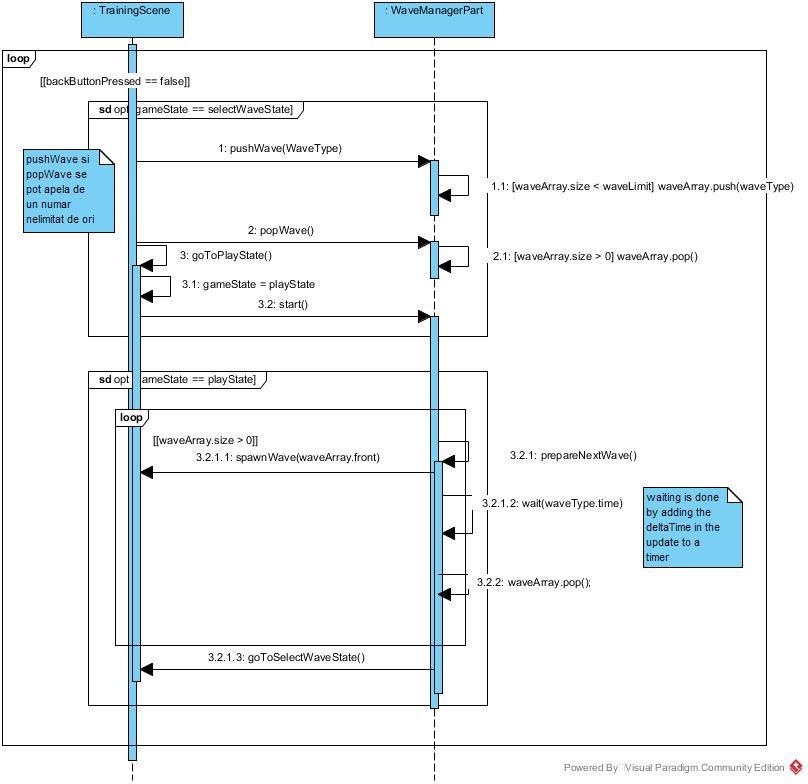 : TrainingScene
: WaveManagerPart
loop
[[backButtonPressed == false]]
sd opt gameState == selectWaveState]
pushWave si
popWave se
pot apela de
un numar
nelimitat de ori
1: pushWave(WaveType)
1.1: [waveArray.size < waveLimit] waveArray.push(waveType)
2: popWave()
2.1: [waveArray.size > 0] waveArray.pop()
3: goToPlayState()
3.1: gameState = playState
3.2: start()
sd opt ameState == playState]
loop
[[waveArray.size > 0]]
3.2.1: prepareNextWave()
3.2.1.1: spawnWave(waveArray.front)
3.2.1.2: wait(waveType.time)
waiting is done
by adding the
deltaTime in the
update to a
timer
3.2.2: waveArray.pop();
3.2.1.3: goToSelectWaveState()
Powered By Visual Paradigm Community Edition